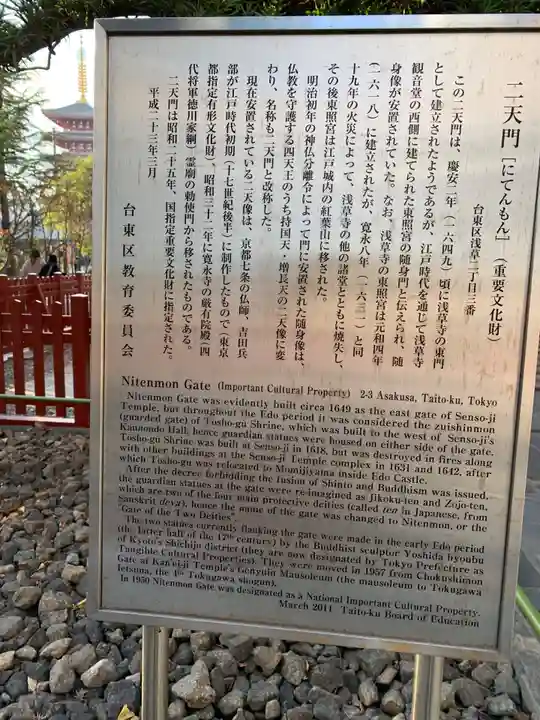 二天門[にてんもん](重要文化財)
台東区浅草二丁目三番
この二天門は、慶安二年(一六四九)頃に浅草寺の東門
として建立されたようであるが、江戸時代を通じて浅草寺
観音堂の西側に建てられた東照宮の随身門と伝えられ、随
身像が安置されていた。なお、浅草寺の東照宮は元和四年
(一六一八)に建立されたが、寛永八年(一六三一)と同
十九年の火災によって、浅草寺の他の諸堂とともに焼失し、
その後東照宮は江戸城内の紅葉山に移された。
明治初年の神仏分離令によって門に安置された随身像は、
仏教を守護する四天王のうち持国天・増長天の二天像に変
わり、名称も二天門と改称した。
現在安置されている二天像は、京都七条の仏師、吉田兵
部が江戸時代初期(十七世紀後半)に制作したもので(東京
都指定有形文化財)、昭和三十二年に寛永寺の厳有院殿(四
代将軍徳川家綱)霊廟の勅使門から移されたものである。
二天門は昭和二十五年、国指定重要文化財に指定された。
平成二十三年三月
台東区教育委員会
Nitenmon Gate (Important Cultural Property) 2-3 Asakusa, Taito-ku, Tokyo
Nitenmon Gate was evidently built circa 1649 as the east gate of Senso-ji
Temple, but throughout the Edo period it was considered the zuishinmon
(guarded gate) of Tosho-gu Shrine, which was built to the west of Senso-ji's
Kannondo Hall, hence guardian statues were housed on either side of the gate.
Tosho-gu Shrine was built at Senso-ji in 1618, but was destroyed in fires along
with other buildings at the Senso-ji Temple complex in 1631 and 1642, after
which Tosho-gu was relocated to Momijiyama inside Edo Castle.
After the decree forbidding the fusion of Shinto and Buddhism was issued,
the guardian statues at the gate were re-imagined as Jikoku-ten and Zojo-ten,
which are two of the four main protective deities (called ten in Japanese, from
Sanskrit deva), hence the name of the gate was changed to Nitenmon, or the
"Gate of the Two Deities".
The two statues currently flanking the gate were made in the early Edo period
(the latter half of the 17th century) by the Buddhist sculptor Yoshida hyoubu
of Kyoto's Shichijo district (they are now designated by Tokyo Prefecture as
Tangible Cultural Properties). They were moved in 1957 from Chokushimon
Gate at Kan'ei-ji Temple's Genyuin Mausoleum (the mausoleum to Tokugawa
Ietsuna, the 4th Tokugawa shogun).
In 1950 Nitenmon Gate was designated as a National Important Cultural Property.
March 2011 Taito-ku Board of Education